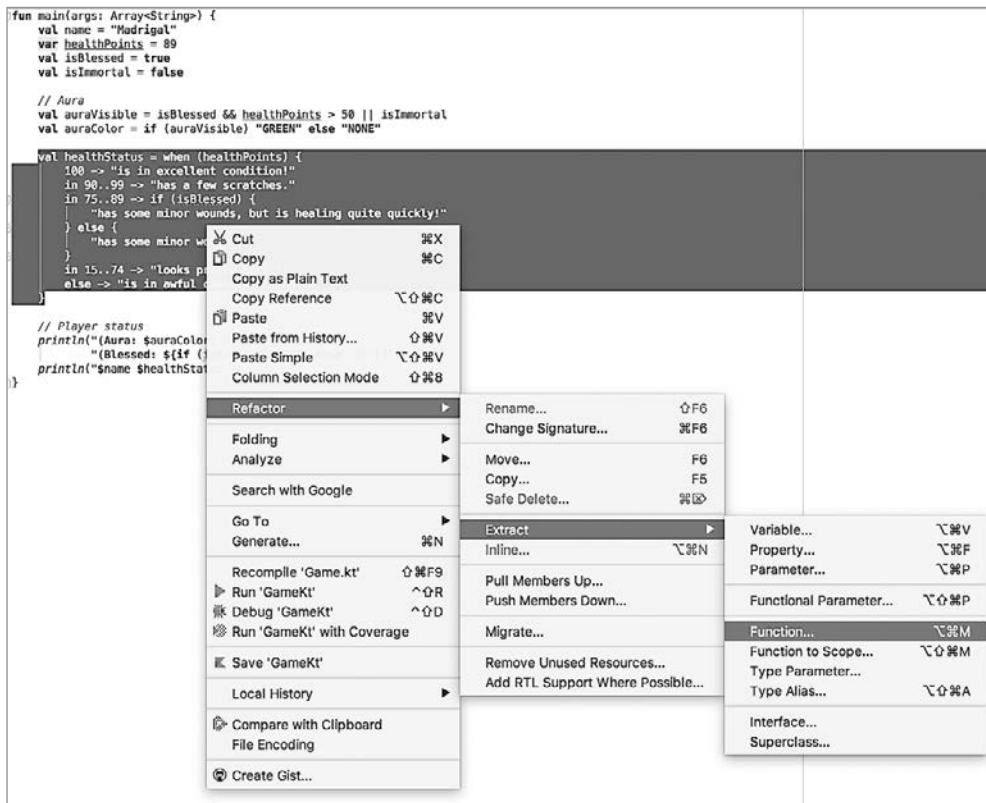 fun main(args: Array<String>) {
val name = "Madrigal"
var healthPoints = 89
val isBlessed = true
val isImmortal = false
// Aura
val auraVisible = isBlessed && healthPoints > 50 || isImmortal
val auraColor = if (auraVisible) "GREEN" else "NONE"
val healthStatus = when (healthPoints) {
100 -> "is in excellent condition!"
in 90..99 -> "has a few scratches."
in 75..89 -> if (isBlessed) {
"has some minor wounds, but is healing quite quickly!"
} else {
"has some minor wo
}
in 15..74 -> "looks p
else -> "is in awful
}
// Player status
println("(Aura: $auraColor
"(Blessed: ${if (
println("$name $healthStat
}
Cut ⌘X
Copy ⌘C
Copy as Plain Text
Copy Reference ⌥⇧⌘C
Paste ⌘V
Paste from History... ⇧⌘V
Paste Simple ⌥⇧⌘V
Column Selection Mode ⇧⌘8
Refactor
Folding
Analyze
Search with Google
Go To
Generate... ⌘N
Recompile 'Game.kt' ⇧⌘F9
Run 'GameKt' ^⇧R
Debug 'GameKt' ^⇧D
Run 'GameKt' with Coverage
Save 'GameKt'
Local History
Compare with Clipboard
File Encoding
Create Gist...
Rename... ⇧F6
Change Signature... ⌘F6
Move... F6
Copy... F5
Safe Delete... ⌘⌦
Extract
Inline... ⌥⌘N
Pull Members Up...
Push Members Down...
Migrate...
Remove Unused Resources...
Add RTL Support Where Possible...
Variable... ⌥⌘V
Property... ⌥⌘F
Parameter... ⌥⌘P
Functional Parameter... ⌥⇧⌘P
Function... ⌥⌘M
Function to Scope... ⌥⇧⌘M
Type Parameter...
Type Alias... ⌥⇧⌘A
Interface...
Superclass...